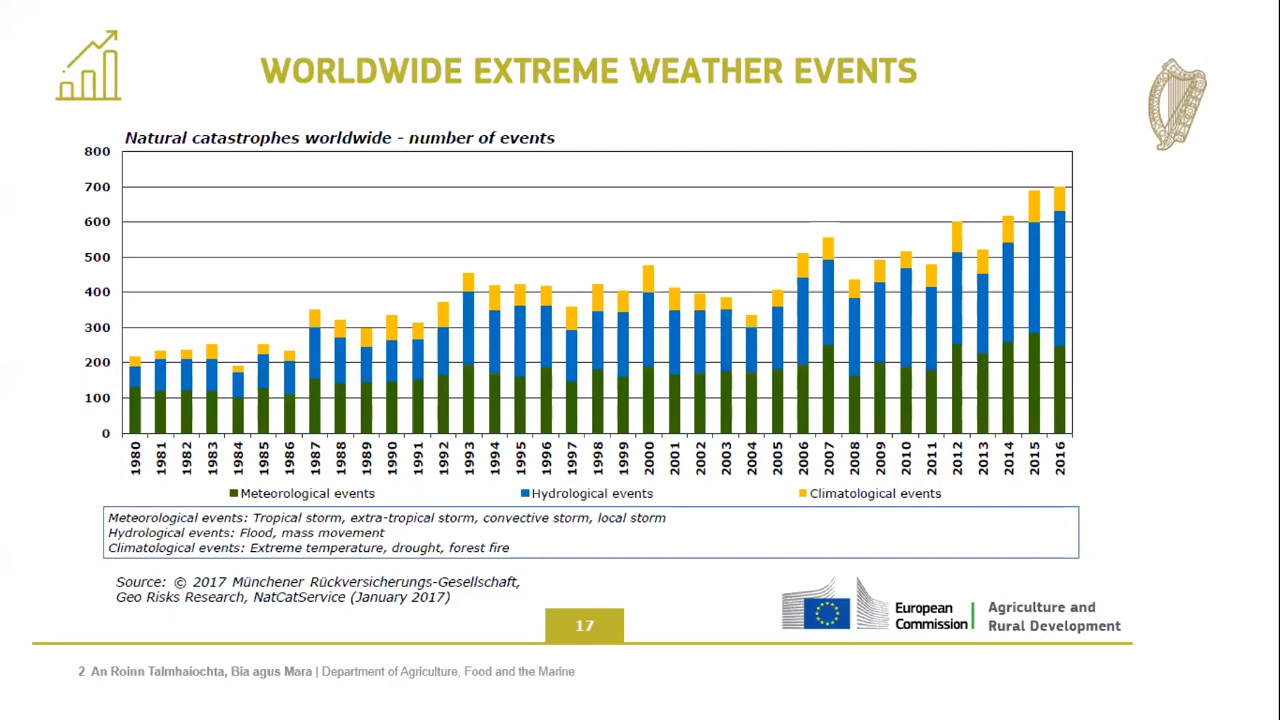 WORLDWIDE EXTREME WEATHER EVENTS
Natural catastrophes worldwide - number of events
800
700
600
500
400
300
200
100
0
1980 1981 1982 1983 1984 1985 1986 1987 1988 1989 1990 1991 1992 1993 1994 1995 1996 1997 1998 1999 2000 2001 2002 2003 2004 2005 2006 2007 2008 2009 2010 2011 2012 2013 2014 2015 2016
Meteorological events Hydrological events Climatological events
Meteorological events: Tropical storm, extra-tropical storm, convective storm, local storm
Hydrological events: Flood, mass movement
Climatological events: Extreme temperature, drought, forest fire
Source: © 2017 Münchener Rückversicherungs-Gesellschaft,
Geo Risks Research, NatCatService (January 2017)
17
European
Commission
Agriculture and
Rural Development
2 An Roinn Talmhaíochta, Bia agus Mara | Department of Agriculture, Food and the Marine